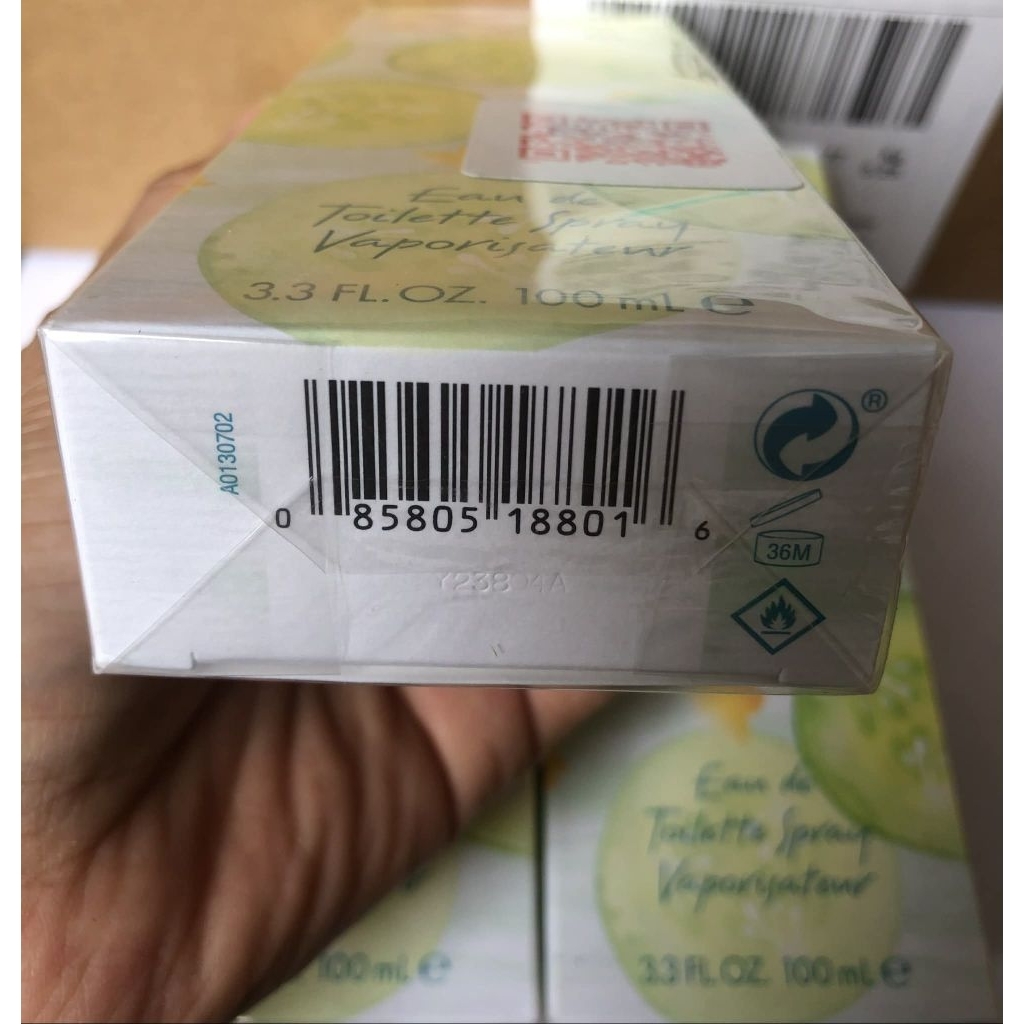 Eau de
Toilette Spray
Vaporisateur
3.3 FL.OZ. 100 mL e
A0130702
0 85805 18801 6
®
36M
Eau de
Toilette Spray
Vaporisateur
100 mL e
3.3 FL.OZ. 100 mL e